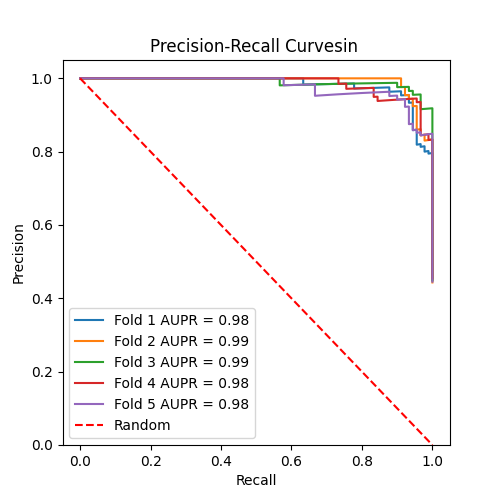 Precision-Recall Curvesin
Precision
1.0
0.8
0.6
0.4
0.2
0.0
Fold 1 AUPR = 0.98
Fold 2 AUPR = 0.99
Fold 3 AUPR = 0.99
Fold 4 AUPR = 0.98
Fold 5 AUPR = 0.98
Random
0.0 0.2 0.4 0.6 0.8 1.0
Recall